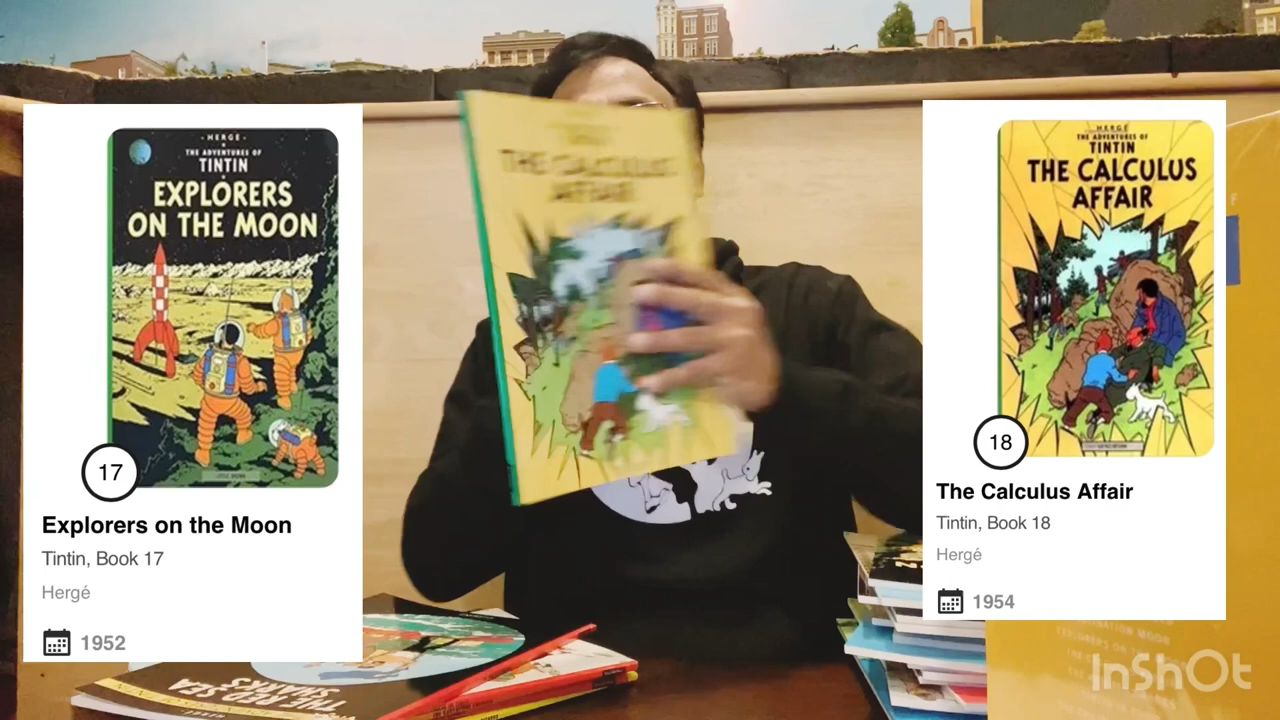 - HERGÉ -
THE ADVENTURES OF
TINTIN
EXPLORERS
ON THE MOON
17
Explorers on the Moon
Tintin, Book 17
Hergé
1952
THE CALCULUS
AFFAIR
HERGÉ
THE ADVENTURES OF
TINTIN
THE CALCULUS
AFFAIR
18
The Calculus Affair
Tintin, Book 18
Hergé
1954
THE RED SEA
SHARKS
HERGÉ
InShOt